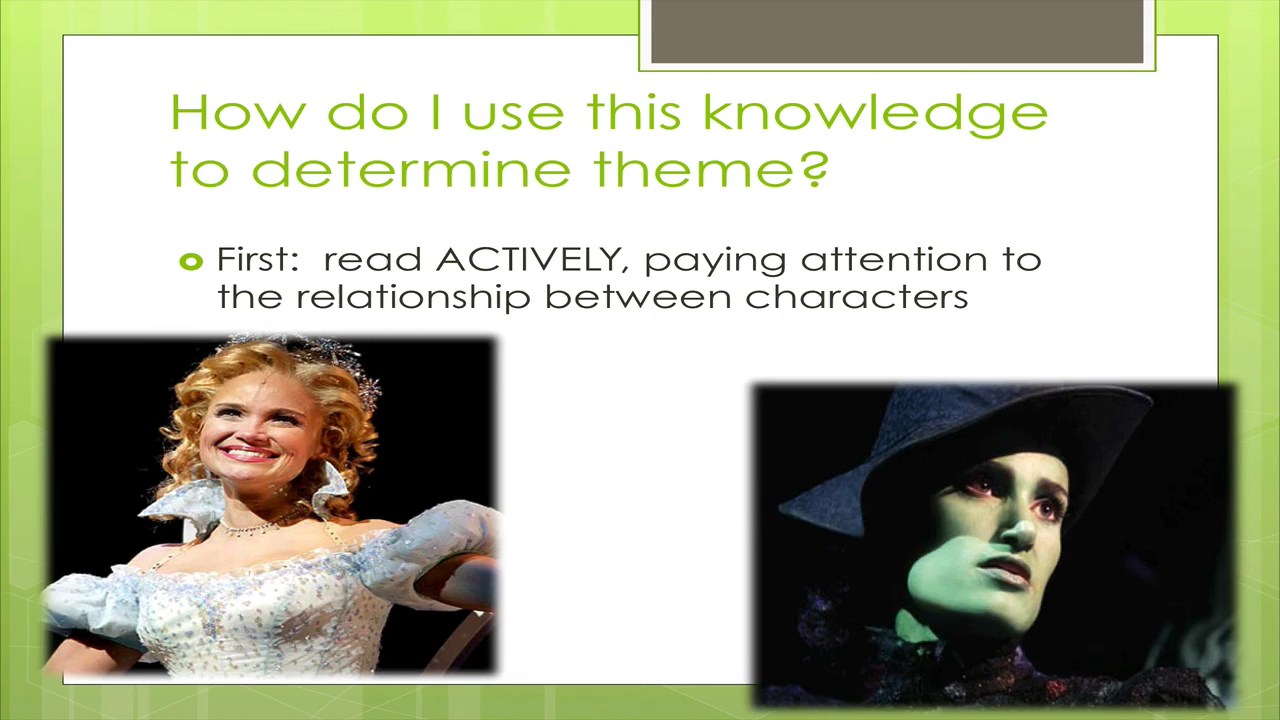 How do I use this knowledge
to determine theme?
First:  read ACTIVELY, paying attention to
the relationship between characters